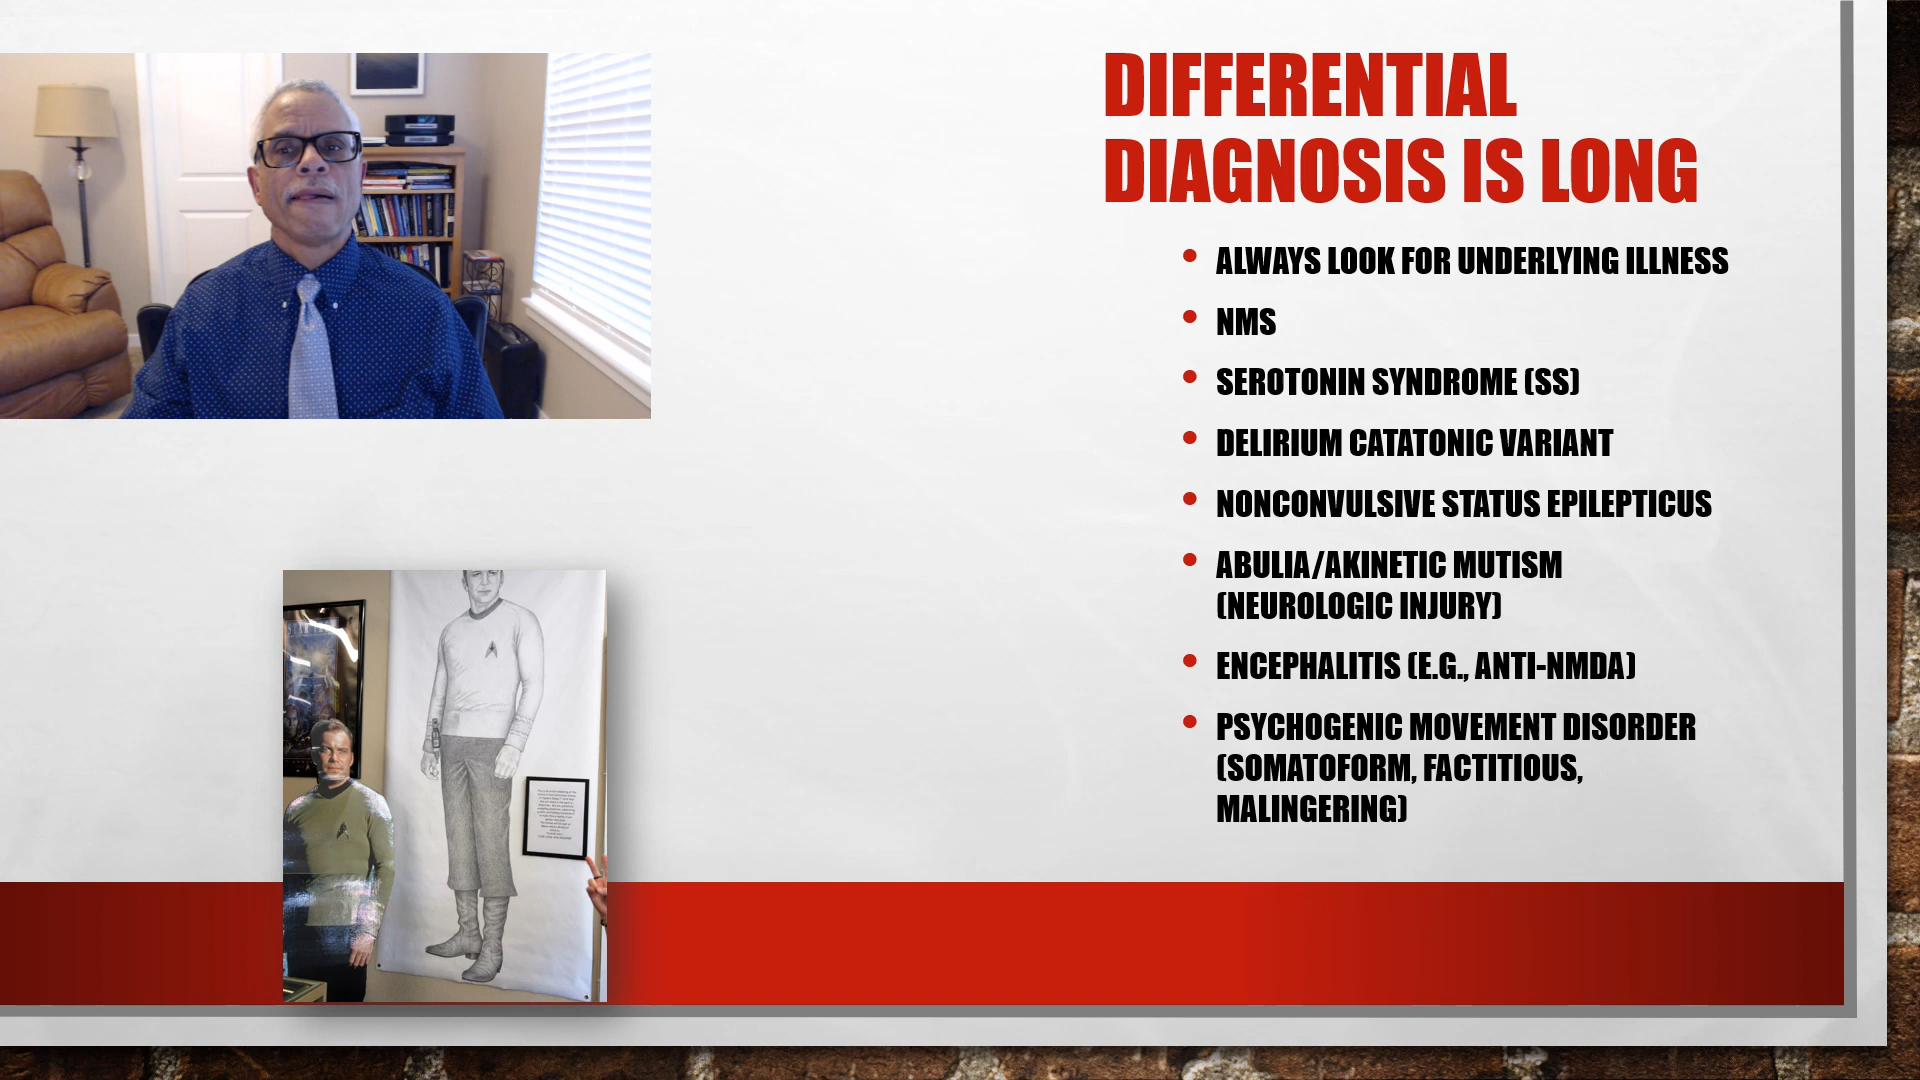 DIFFERENTIAL
DIAGNOSIS IS LONG
ALWAYS LOOK FOR UNDERLYING ILLNESS
NMS
SEROTONIN SYNDROME (SS)
DELIRIUM CATATONIC VARIANT
NONCONVULSIVE STATUS EPILEPTICUS
ABULIA/AKINETIC MUTISM
(NEUROLOGIC INJURY)
ENCEPHALITIS (E.G., ANTI-NMDA)
PSYCHOGENIC MOVEMENT DISORDER
(SOMATOFORM, FACTITIOUS,
MALINGERING)